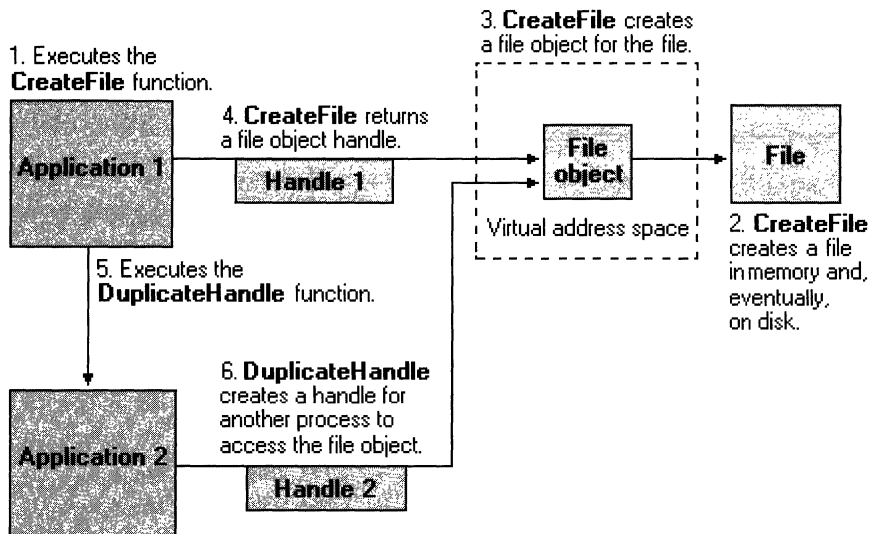 1. Executes the
CreateFile function.
Application 1
4. CreateFile returns
a file object handle.
Handle 1
3. CreateFile creates
a file object for the file.
File
object
Virtual address space
File
2. CreateFile
creates a file
in memory and,
eventually,
on disk.
5. Executes the
DuplicateHandle function.
Application 2
6. DuplicateHandle
creates a handle for
another process to
access the file object.
Handle 2